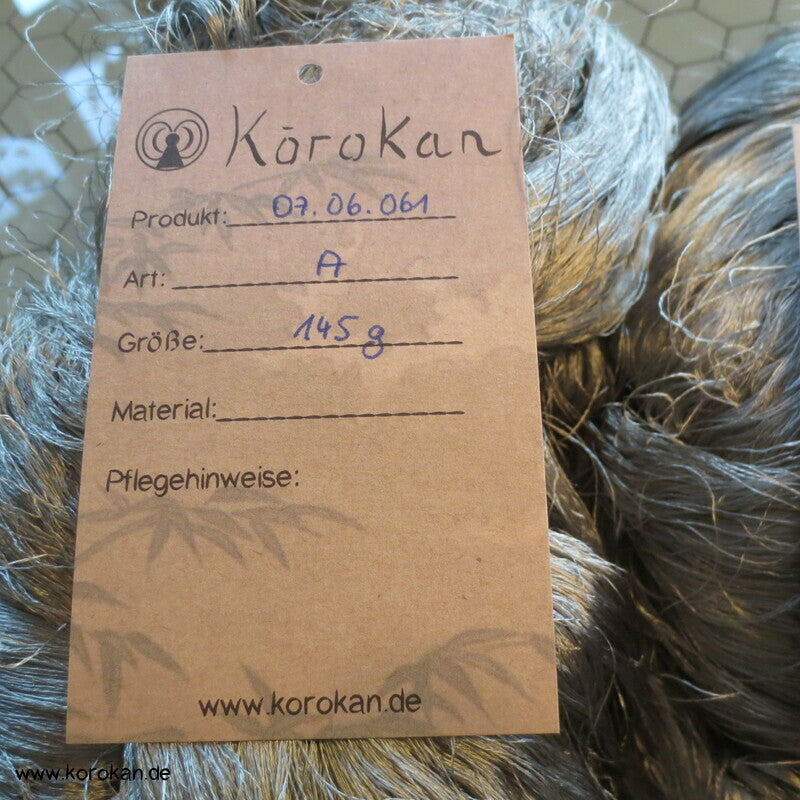 KōroKan
Produkt: 07.06.061
Art: A
Größe: 145 g
Material:
Pflegehinweise:
www.korokan.de
www.korokan.de